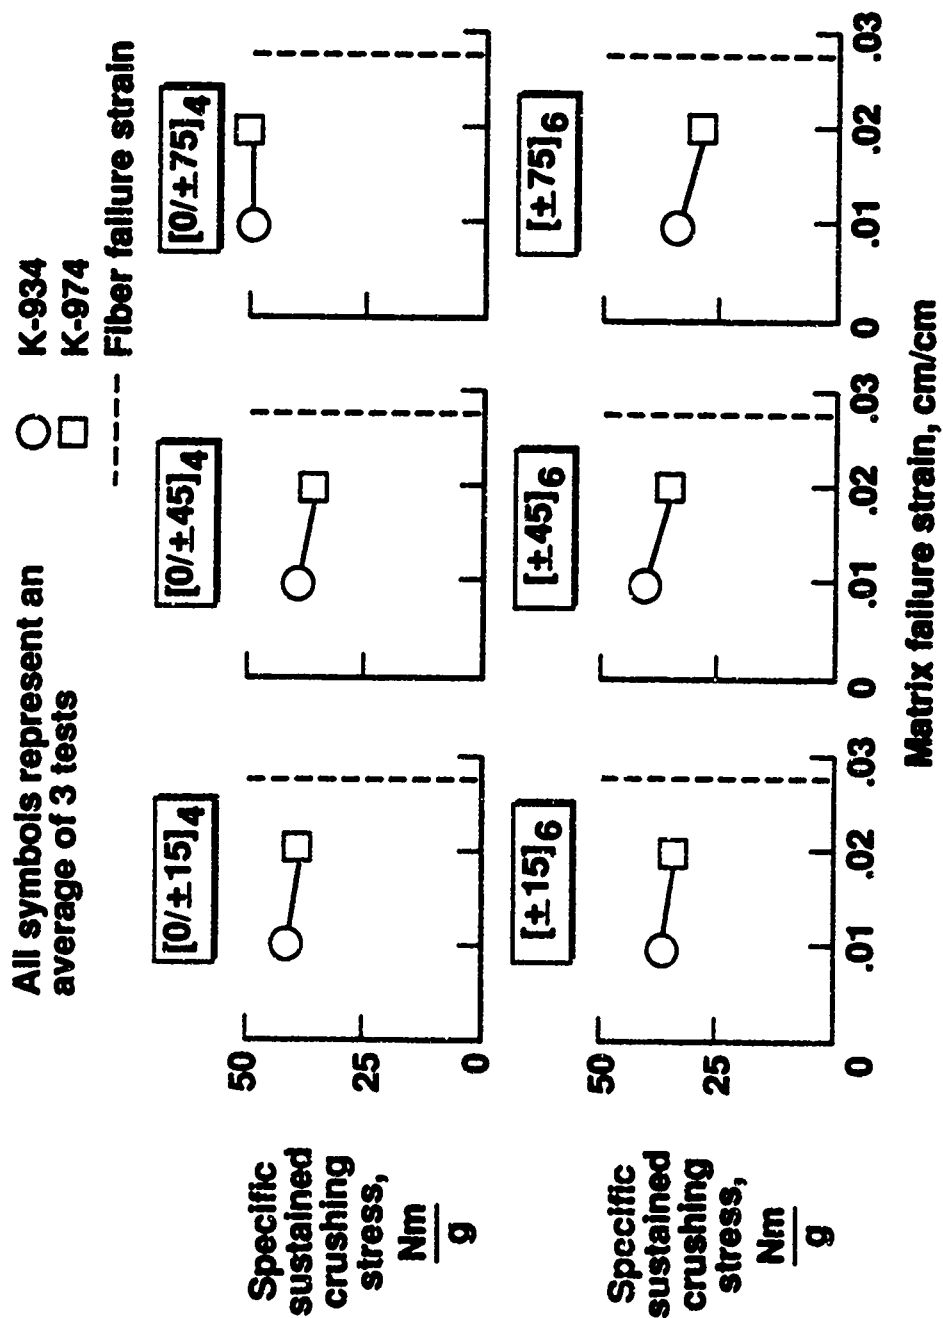 All symbols represent an
average of 3 tests
K-934
K-974
Fiber failure strain
[0/±15]4
[0/±45]4
[0/±75]4
Specific
sustained
crushing
stress,
Nm
g
50
25
0
[±15]6
[±45]6
[±75]6
Specific
sustained
crushing
stress,
Nm
g
50
25
0 .01 .02 .03
0 .01 .02 .03
0 .01 .02 .03
Matrix failure strain, cm/cm